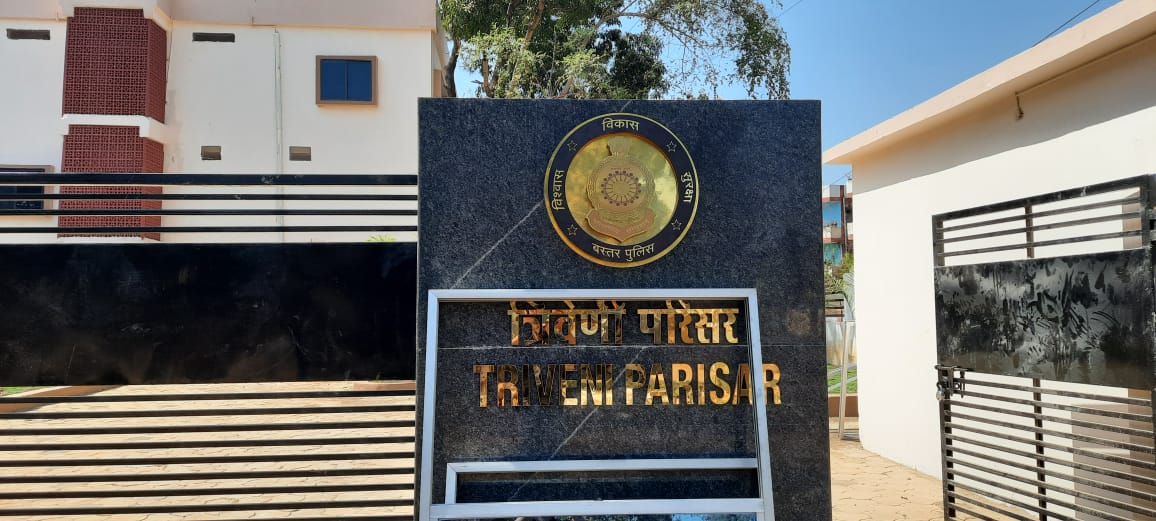 विकास
विश्वास
सुरक्षा
बस्तर पुलिस
त्रिवेणी परिसर
TRIVENI PARISAR